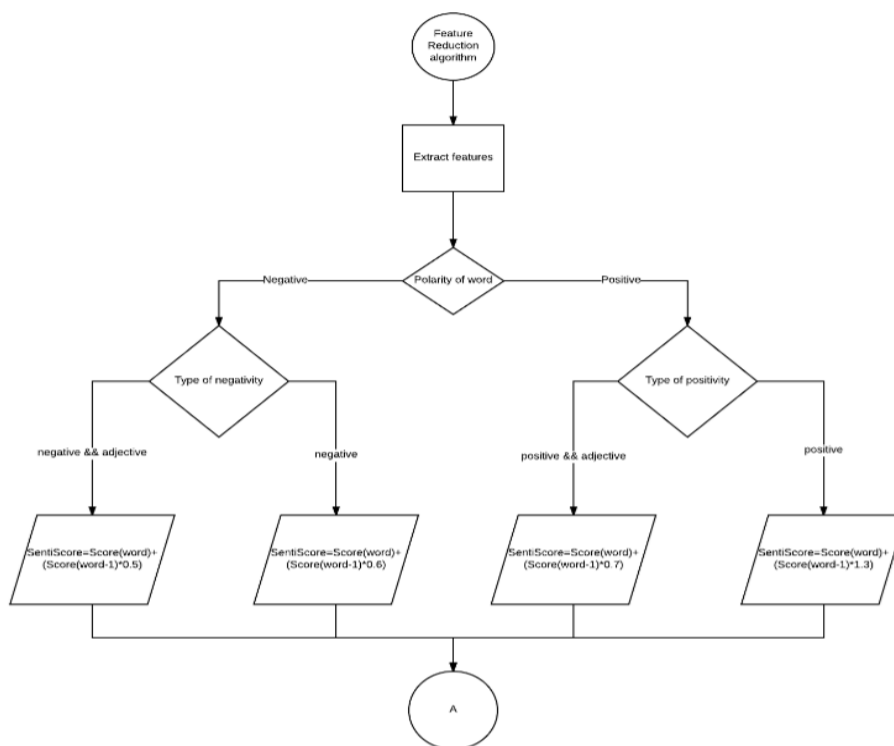 Feature
Reduction
algorithm
Extract features
Negative
Polarity of word
Positive
Type of negativity
Type of positivity
negative && adjective
negative
positive && adjective
positive
SentiScore=Score(word)+
(Score(word-1)*0.5)
SentiScore=Score(word)+
(Score(word-1)*0.6)
SentiScore=Score(word)+
(Score(word-1)*0.7)
SentiScore=Score(word)+
(Score(word-1)*1.3)
A